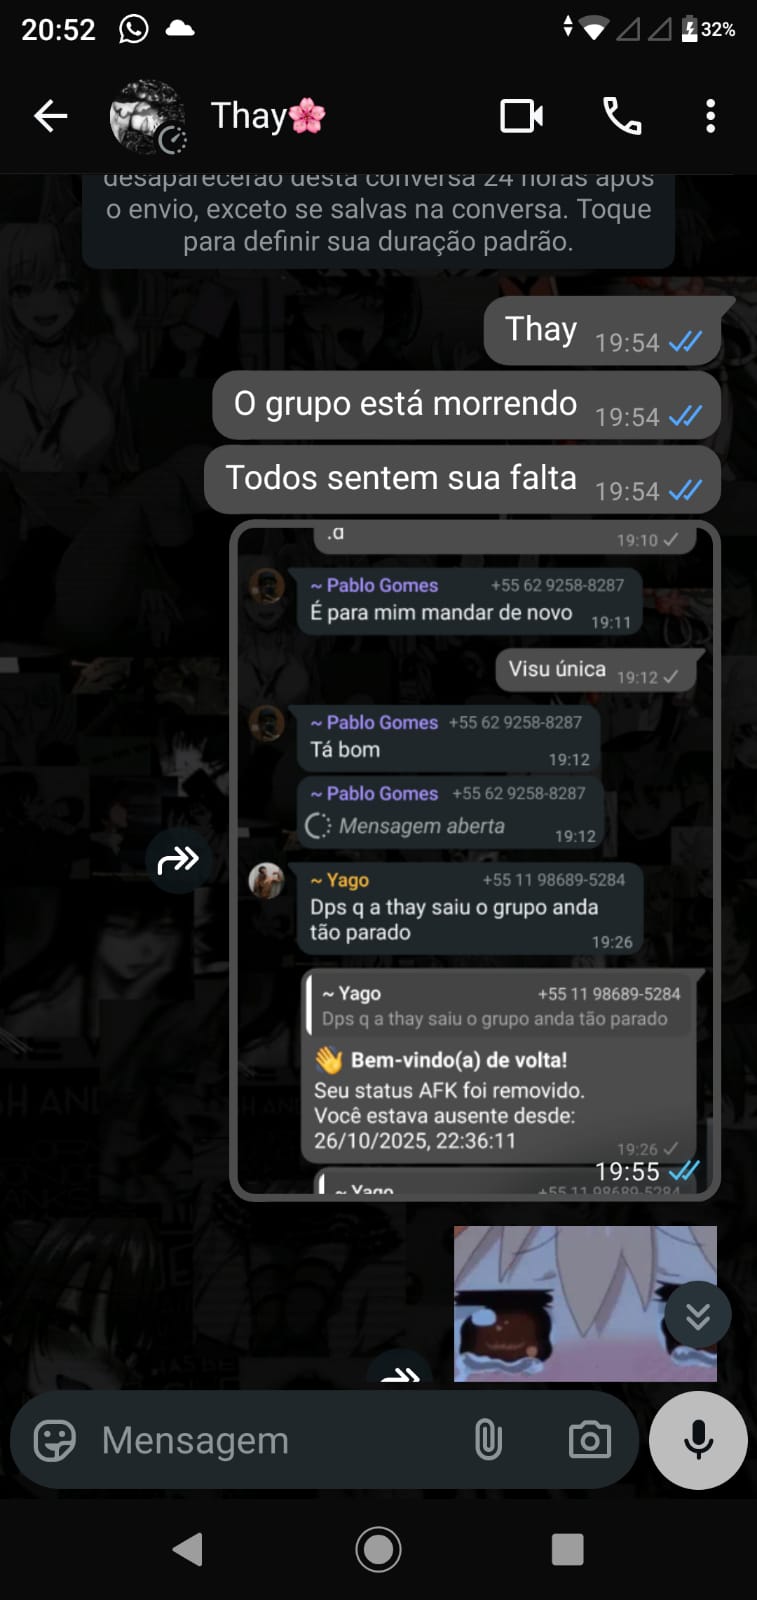 20:52
32%
Thay🌸
desaparecerão desta conversa 24 horas após
o envio, exceto se salvas na conversa. Toque
para definir sua duração padrão.
Thay 19:54
O grupo está morrendo 19:54
Todos sentem sua falta 19:54
.a 19:10
~ Pablo Gomes +55 62 9258-8287
É para mim mandar de novo 19:11
Visu única 19:12
~ Pablo Gomes +55 62 9258-8287
Tá bom
19:12
~ Pablo Gomes +55 62 9258-8287
Mensagem aberta 19:12
~ Yago +55 11 98689-5284
Dps q a thay saiu o grupo anda
tão parado 19:26
~ Yago +55 11 98689-5284
Dps q a thay saiu o grupo anda tão parado
👋 Bem-vindo(a) de volta!
Seu status AFK foi removido.
Você estava ausente desde:
26/10/2025, 22:36:11 19:26
19:55
~ Yago +55 11 98689-5284
Mensagem